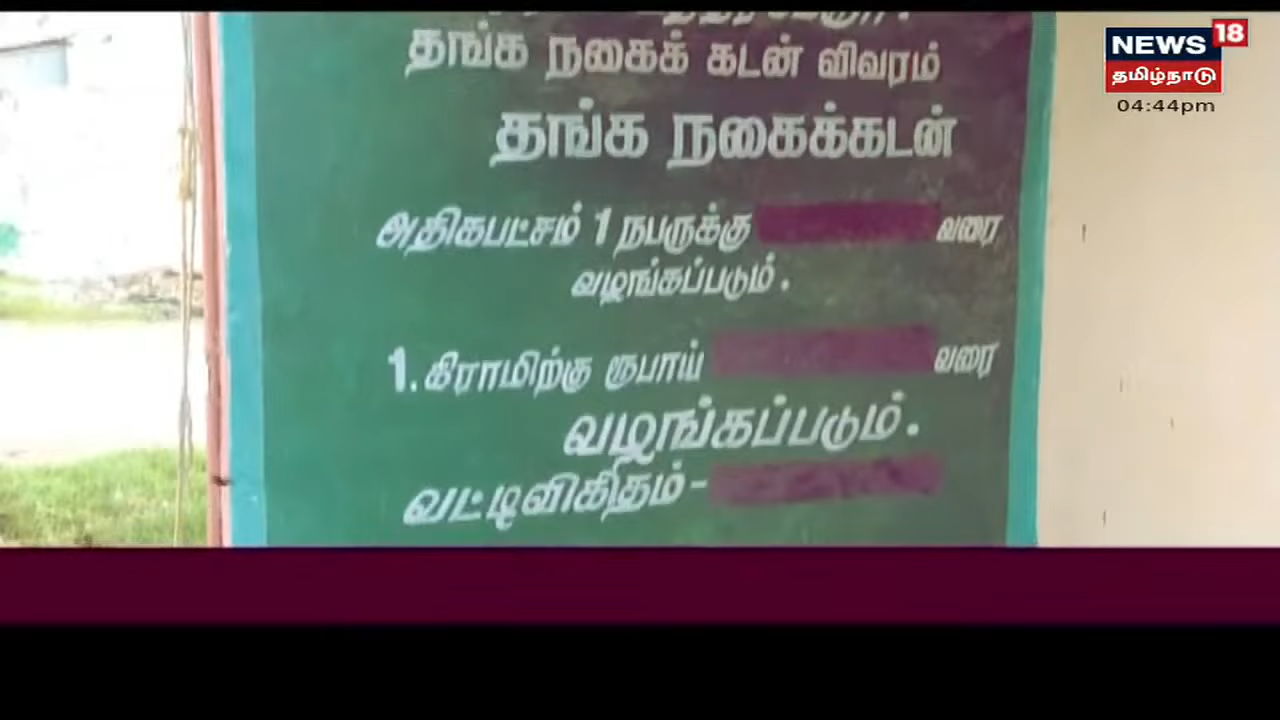 தங்க நகைக் கடன் விவரம்
தங்க நகைக்கடன்
அதிகபட்சம் 1 நபருக்கு வரை
வழங்கப்படும்.
1. கிராமிற்கு ரூபாய் வரை
வழங்கப்படும்.
வட்டிவிகிதம்-
NEWS 18
தமிழ்நாடு
04:44pm